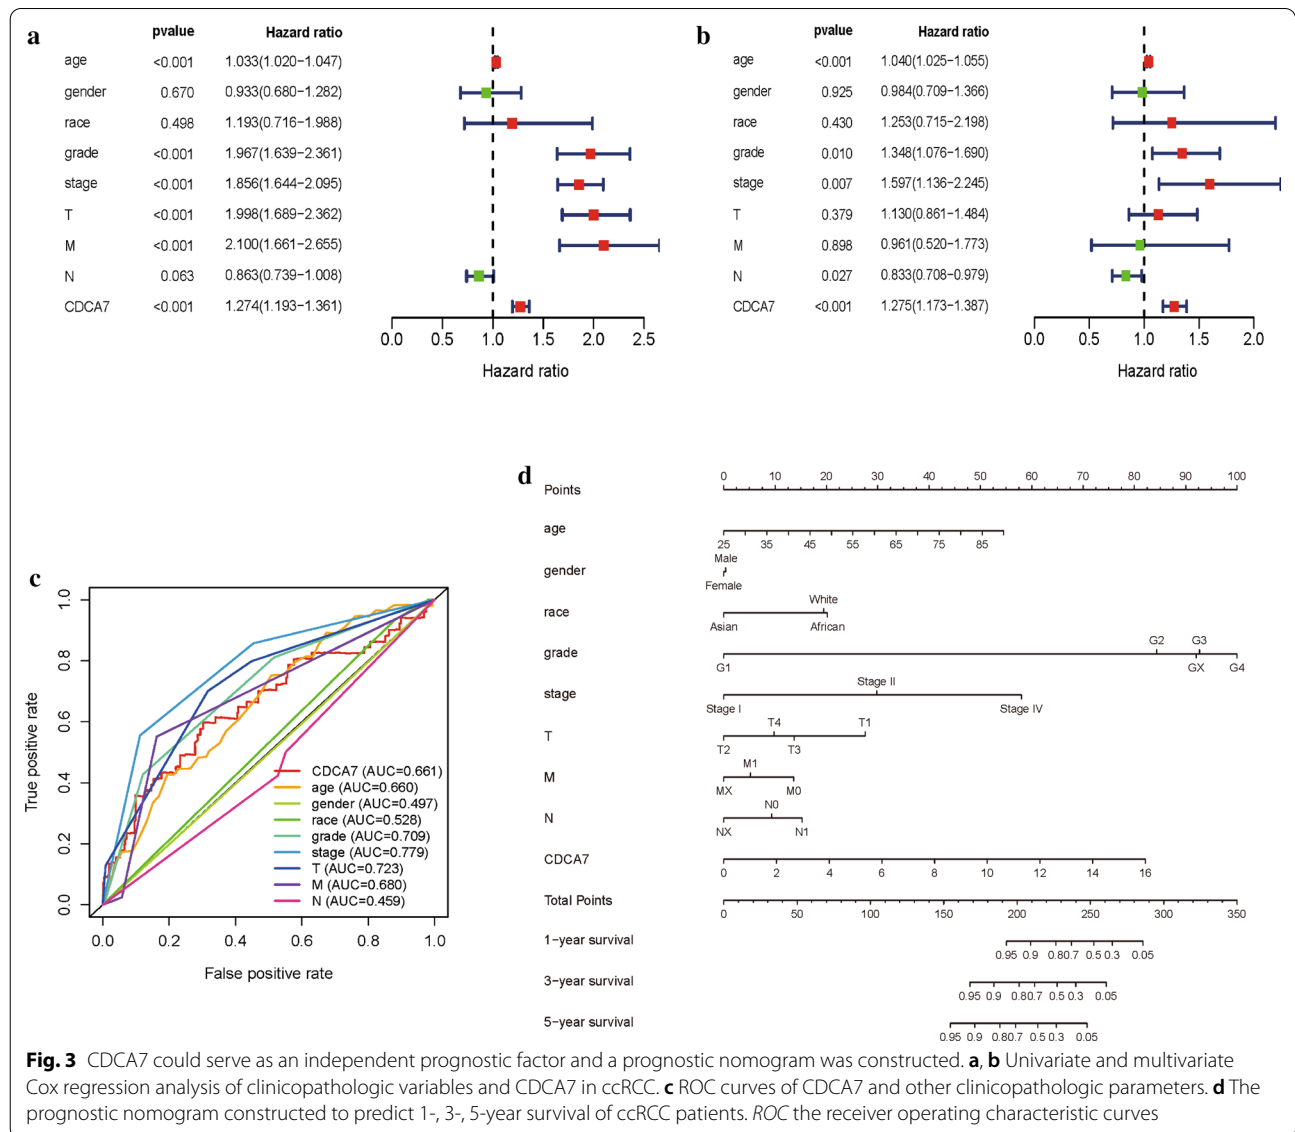 a
pvalue Hazard ratio
age <0.001 1.033(1.020−1.047)
gender 0.670 0.933(0.680−1.282)
race 0.498 1.193(0.716−1.988)
grade <0.001 1.967(1.639−2.361)
stage <0.001 1.856(1.644−2.095)
T <0.001 1.998(1.689−2.362)
M <0.001 2.100(1.661−2.655)
N 0.063 0.863(0.739−1.008)
CDCA7 <0.001 1.274(1.193−1.361)
0.0 0.5 1.0 1.5 2.0 2.5
Hazard ratio
b
pvalue Hazard ratio
age <0.001 1.040(1.025−1.055)
gender 0.925 0.984(0.709−1.366)
race 0.430 1.253(0.715−2.198)
grade 0.010 1.348(1.076−1.690)
stage 0.007 1.597(1.136−2.245)
T 0.379 1.130(0.861−1.484)
M 0.898 0.961(0.520−1.773)
N 0.027 0.833(0.708−0.979)
CDCA7 <0.001 1.275(1.173−1.387)
0.0 0.5 1.0 1.5 2.0
Hazard ratio
c
True positive rate
1.0
0.8
0.6
0.4
0.2
0.0
CDCA7 (AUC=0.661)
age (AUC=0.660)
gender (AUC=0.497)
race (AUC=0.528)
grade (AUC=0.709)
stage (AUC=0.779)
T (AUC=0.723)
M (AUC=0.680)
N (AUC=0.459)
0.0 0.2 0.4 0.6 0.8 1.0
False positive rate
d
0 10 20 30 40 50 60 70 80 90 100
Points
age
25 35 45 55 65 75 85
Male
gender
Female
White
race
Asian African
G2 G3
grade
G1 GX G4
Stage II
stage
Stage I Stage IV
T4 T1
T
T2 T3
M1
M
MX M0
N0
N
NX N1
CDCA7
0 2 4 6 8 10 12 14 16
Total Points
0 50 100 150 200 250 300 350
1−year survival
0.95 0.9 0.80.7 0.5 0.3 0.05
3−year survival
0.95 0.9 0.80.7 0.5 0.3 0.05
5−year survival
0.95 0.9 0.80.7 0.5 0.3 0.05
Fig. 3 CDCA7 could serve as an independent prognostic factor and a prognostic nomogram was constructed. a, b Univariate and multivariate
Cox regression analysis of clinicopathologic variables and CDCA7 in ccRCC. c ROC curves of CDCA7 and other clinicopathologic parameters. d The
prognostic nomogram constructed to predict 1-, 3-, 5-year survival of ccRCC patients. ROC the receiver operating characteristic curves